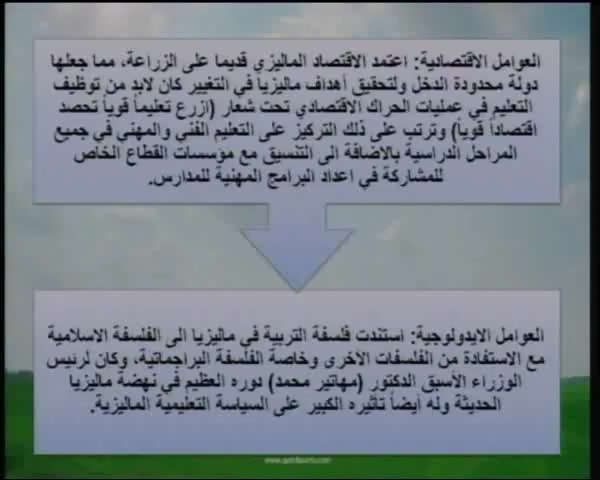 العوامل الاقتصادية: اعتمد الاقتصاد الماليزي قديما على الزراعة، مما جعلها
دولة محدودة الدخل ولتحقيق أهداف ماليزيا في التغيير كان لابد من توظيف
التعليم في عمليات الحراك الاقتصادي تحت شعار (ازرع تعليماً قوياً تحصد
اقتصاداً قوياً) وترتب على ذلك التركيز على التعليم الفني والمهني في جميع
المراحل الدراسية بالاضافة الى التنسيق مع مؤسسات القطاع الخاص
للمشاركة في اعداد البرامج المهنية للمدارس.
العوامل الايدولوجية: استندت فلسفة التربية في ماليزيا الى الفلسفة الاسلامية
مع الاستفادة من الفلسفات الأخرى وخاصة الفلسفة البراجماتية، وكان لرئيس
الوزراء الأسبق الدكتور (مهاتير محمد) دوره العظيم في نهضة ماليزيا
الحديثة وله أيضاً تأثيره الكبير على السياسة التعليمية الماليزية.